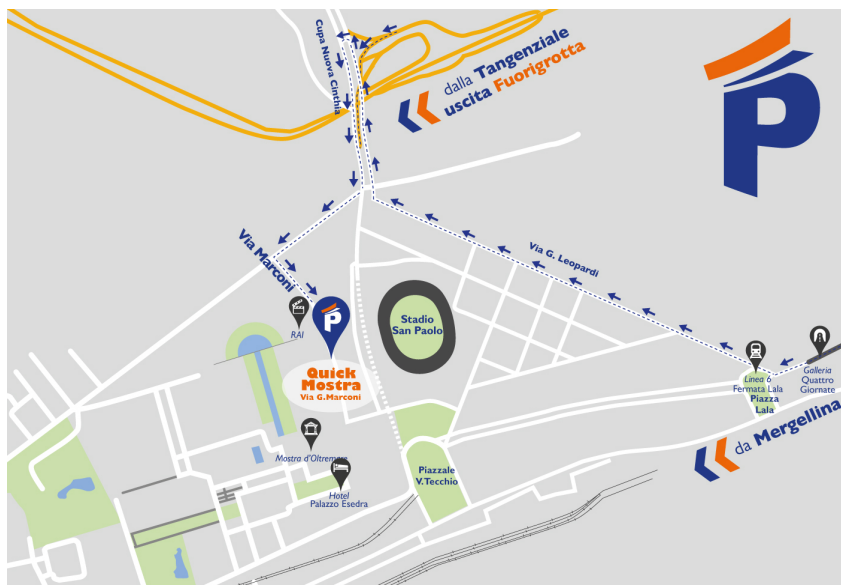 Cupa Nuova Cinthia
dalla Tangenziale
uscita Fuorigrotta
P
Via Marconi
Via G. Leopardi
P
RAI
Stadio
San Paolo
Quick
Mostra
Via G.Marconi
Linea 6
Fermata Lala
Piazza
Lala
Galleria
Quattro
Giornate
da Mergellina
Mostra d'Oltremare
Piazzale
V.Tecchio
Hotel
Palazzo Esedra